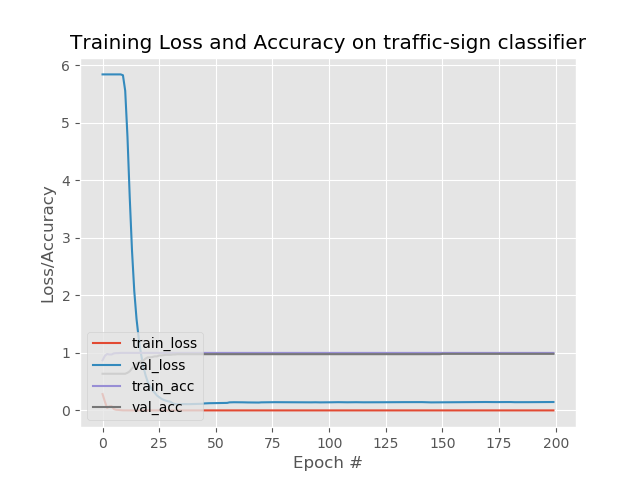 Training Loss and Accuracy on traffic-sign classifier
6
5
4
3
2
1
0
Loss/Accuracy
train_loss
val_loss
train_acc
val_acc
0 25 50 75 100 125 150 175 200
Epoch #